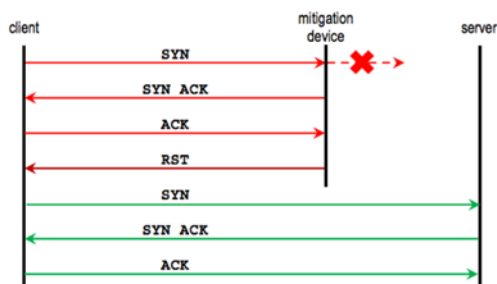 client
mitigation
device
server
SYN
SYN ACK
ACK
RST
SYN
SYN ACK
ACK